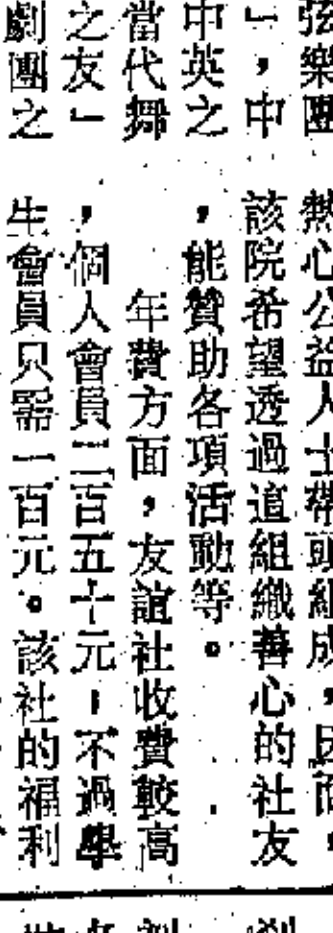 弦樂團
」，中
中英之
當代舞
之友」
劇團之
熱心公益人士帶頭組成，因而，
該院希望透過這組織善心的社友
，能贊助各項活動等。
年費方面，友誼社收費較高
，個人會員三百五十元，不過學
生會員只需一百元。該社的福利